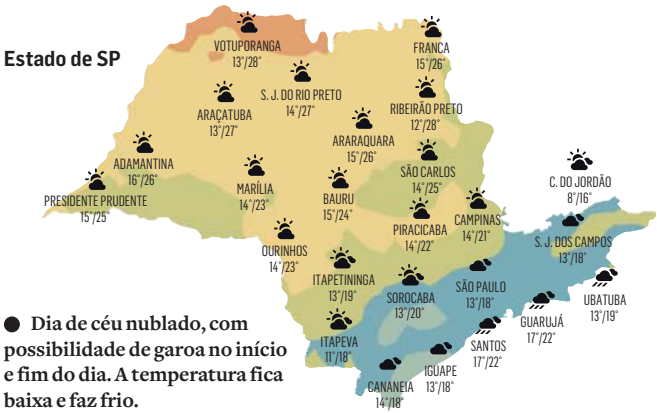 Estado de SP
VOTUPORANGA
13°/28°
FRANCA
15°/26°
S. J. DO RIO PRETO
14°/27°
ARAÇATUBA
13°/27°
RIBEIRÃO PRETO
12°/28°
ARARAQUARA
15°/26°
ADAMANTINA
16°/26°
SÃO CARLOS
14°/25°
C. DO JORDÃO
8°/16°
PRESIDENTE PRUDENTE
15°/25°
MARÍLIA
14°/23°
BAURU
15°/24°
PIRACICABA
14°/22°
CAMPINAS
14°/21°
S. J. DOS CAMPOS
13°/18°
OURINHOS
14°/23°
ITAPETININGA
13°/19°
SOROCABA
13°/20°
SÃO PAULO
13°/18°
UBATUBA
13°/19°
GUARUJÁ
17°/22°
ITAPEVA
11°/18°
SANTOS
17°/22°
IGUAPE
13°/18°
CANANEIA
14°/18°
● Dia de céu nublado, com
possibilidade de garoa no início
e fim do dia. A temperatura fica
baixa e faz frio.